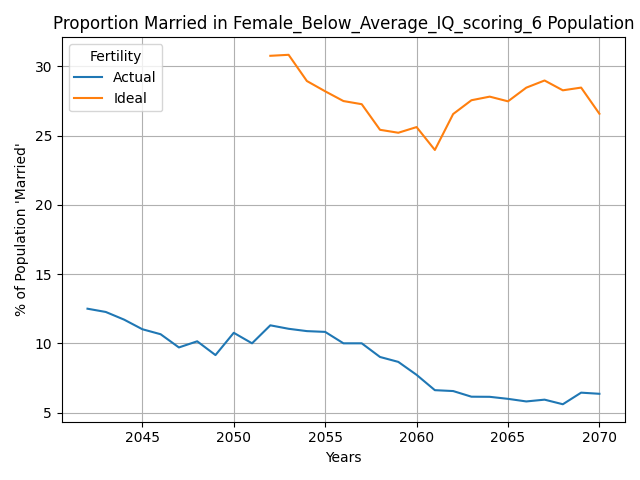 Proportion Married in Female_Below_Average_IQ_scoring_6 Population
Fertility
Actual
Ideal
% of Population 'Married'
30
25
20
15
10
5
2045 2050 2055 2060 2065 2070
Years